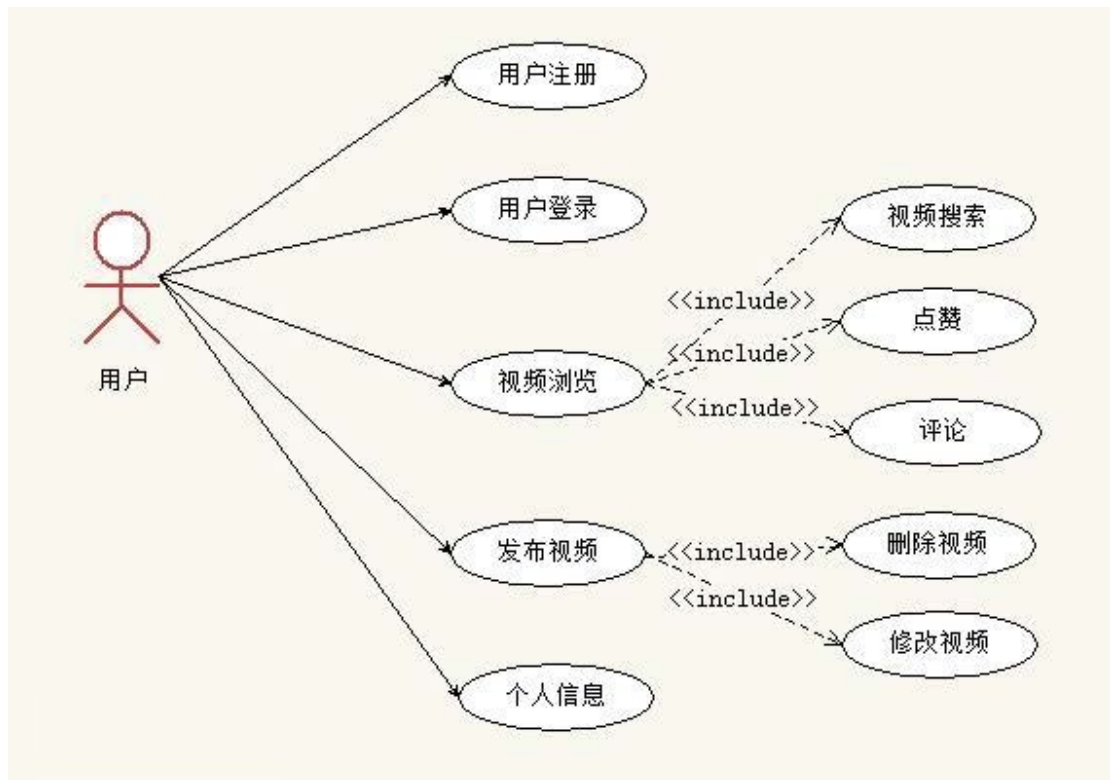 用户注册
用户登录
视频搜索
<<include>>
点赞
<<include>>
用户
视频浏览
<<include>>
评论
发布视频
<<include>>
删除视频
<<include>>
修改视频
个人信息